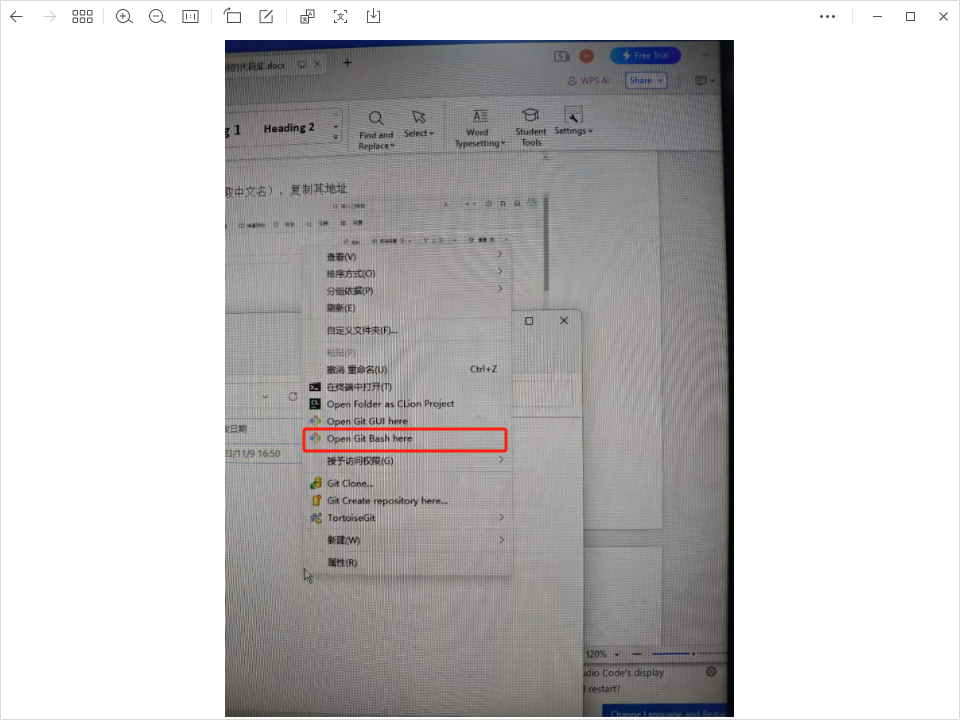 的代码库.docx
5
Free Trial
WPS AI
Share
g 1
Heading 2
Find and
Replace
Select
Word
Typesetting
Student
Tools
Settings
中文名），复制其地址
查看(V)
排序方式(O)
分组依据(P)
刷新(E)
自定义文件夹(F)...
粘贴(P)
撤消 重命名(U)
Ctrl+Z
在终端中打开(T)
CL
Open Folder as CLion Project
Open Git GUI here
Open Git Bash here
改日期
23/11/9 16:50
授予访问权限(G)
Git Clone...
Git Create repository here...
TortoiseGit
新建(W)
属性(R)
120%
dio Code's display
restart?
Change Language and Restar